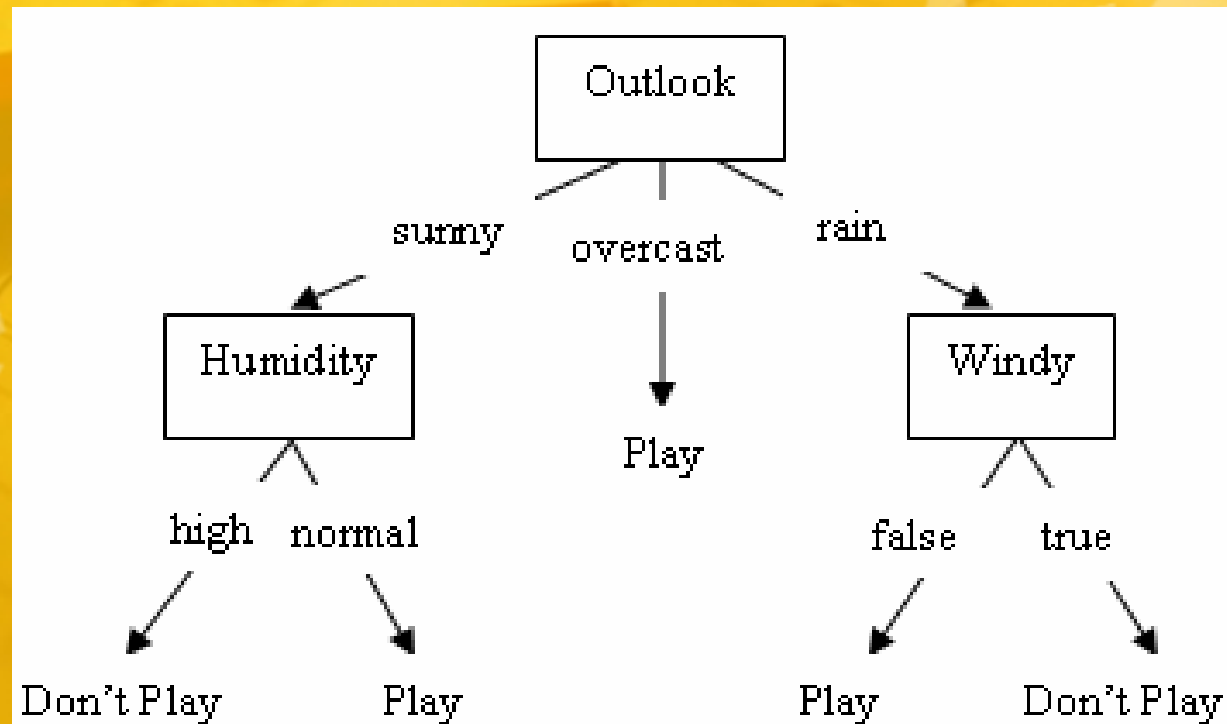 Outlook
sunny
overcast
rain
Humidity
Windy
Play
high
normal
false
true
Don't Play
Play
Play
Don't Play